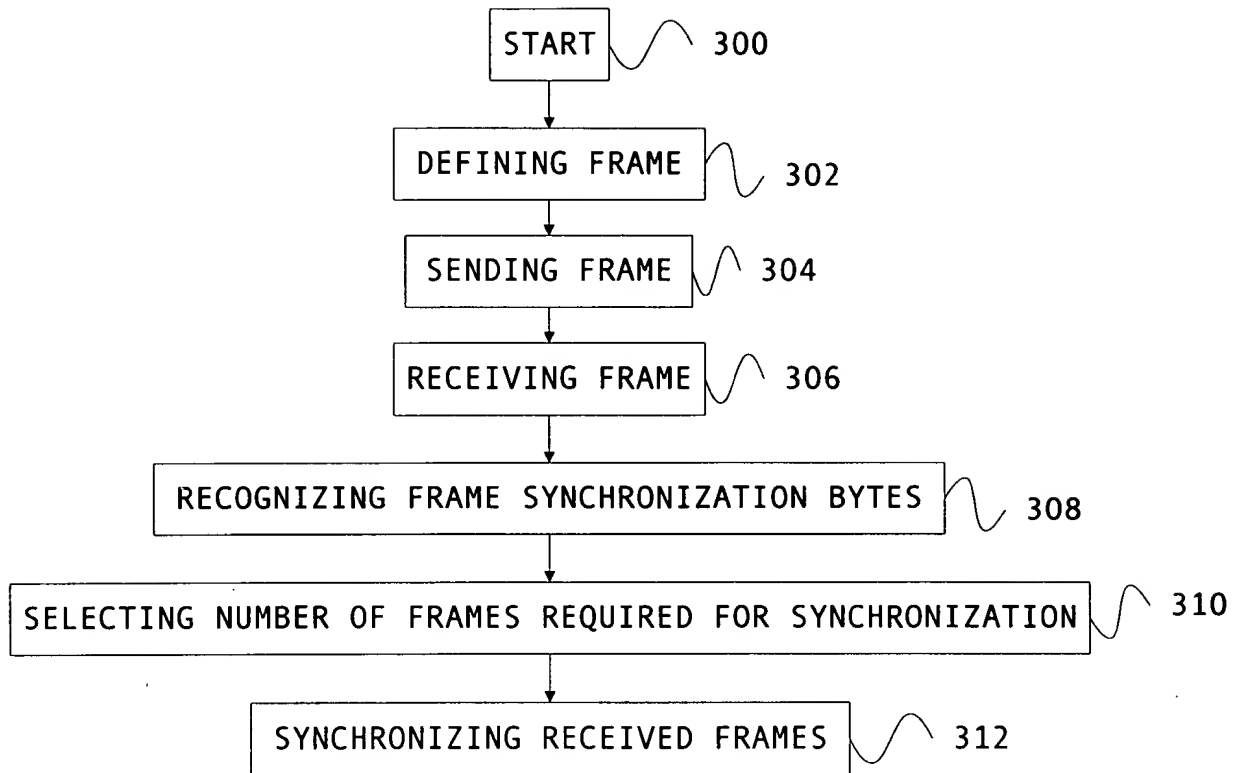 START 300
DEFINING FRAME 302
SENDING FRAME 304
RECEIVING FRAME 306
RECOGNIZING FRAME SYNCHRONIZATION BYTES 308
SELECTING NUMBER OF FRAMES REQUIRED FOR SYNCHRONIZATION 310
SYNCHRONIZING RECEIVED FRAMES 312